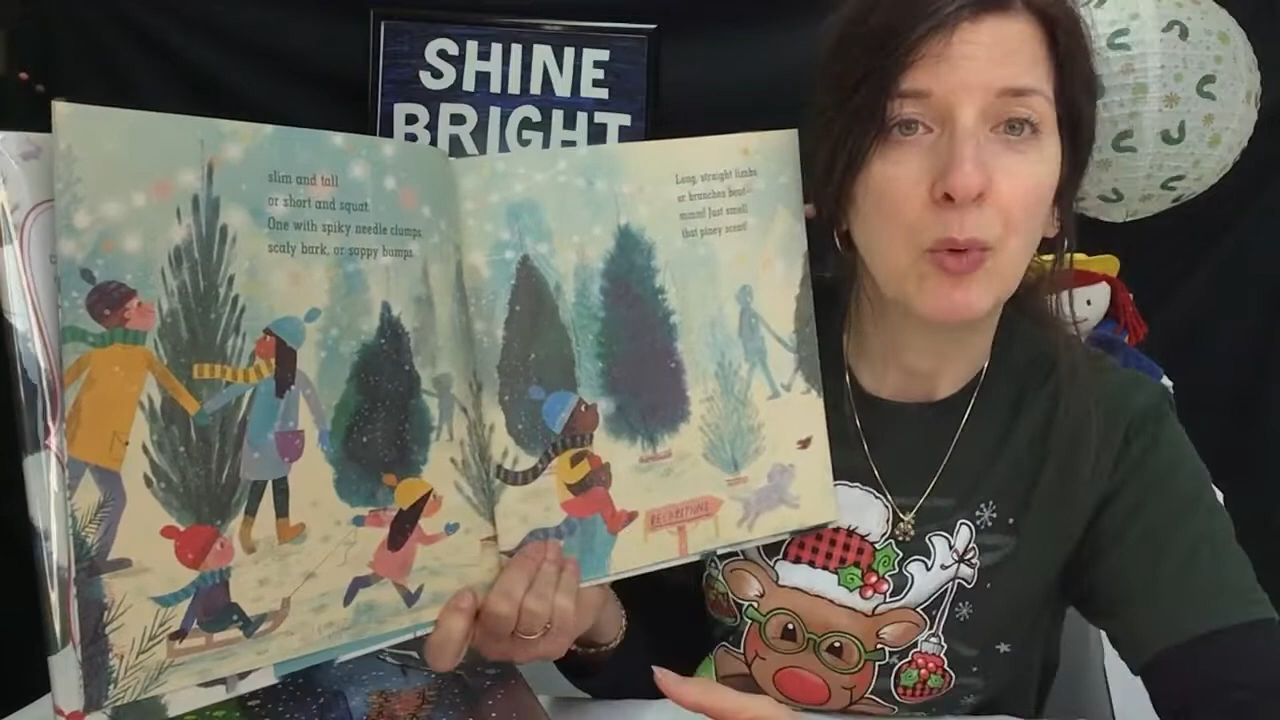 SHINE
BRIGHT
slim and tall
or short and squat.
One with spiky needle clumps,
scaly bark, or sappy bumps.
Long, straight limbs
or branches bent—
mmm! Just smell
that piney scent!